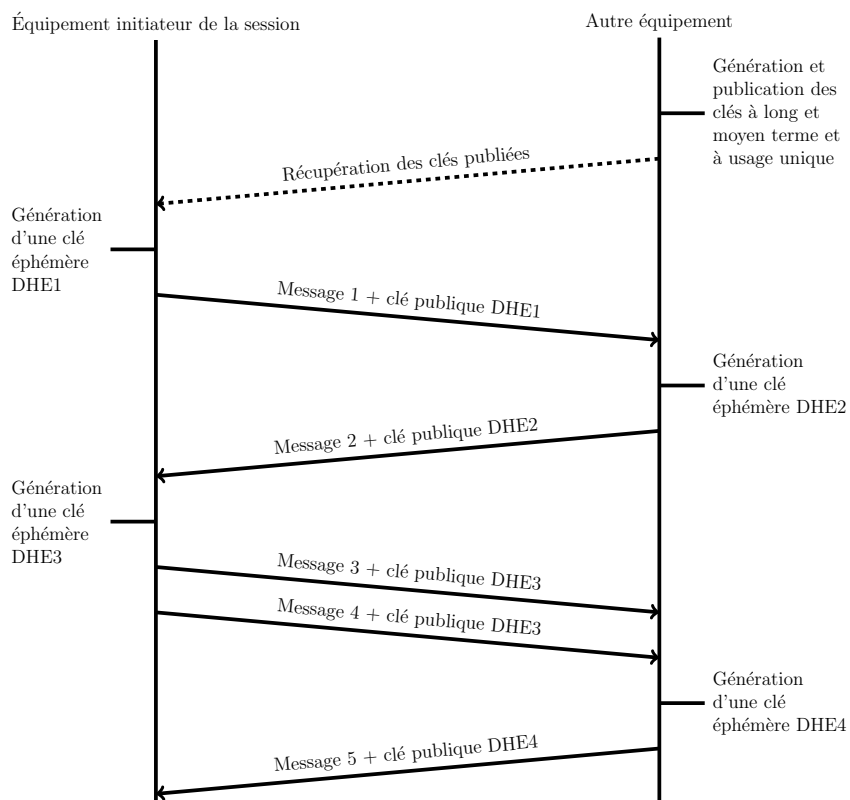 Équipement initiateur de la session
Autre équipement
Génération et
publication des
clés à long et
moyen terme et
à usage unique
Récupération des clés publiées
Génération
d'une clé
éphémère
DHE1
Message 1 + clé publique DHE1
Génération
d'une clé
éphémère DHE2
Message 2 + clé publique DHE2
Génération
d'une clé
éphémère
DHE3
Message 3 + clé publique DHE3
Message 4 + clé publique DHE3
Génération
d'une clé
éphémère DHE4
Message 5 + clé publique DHE4